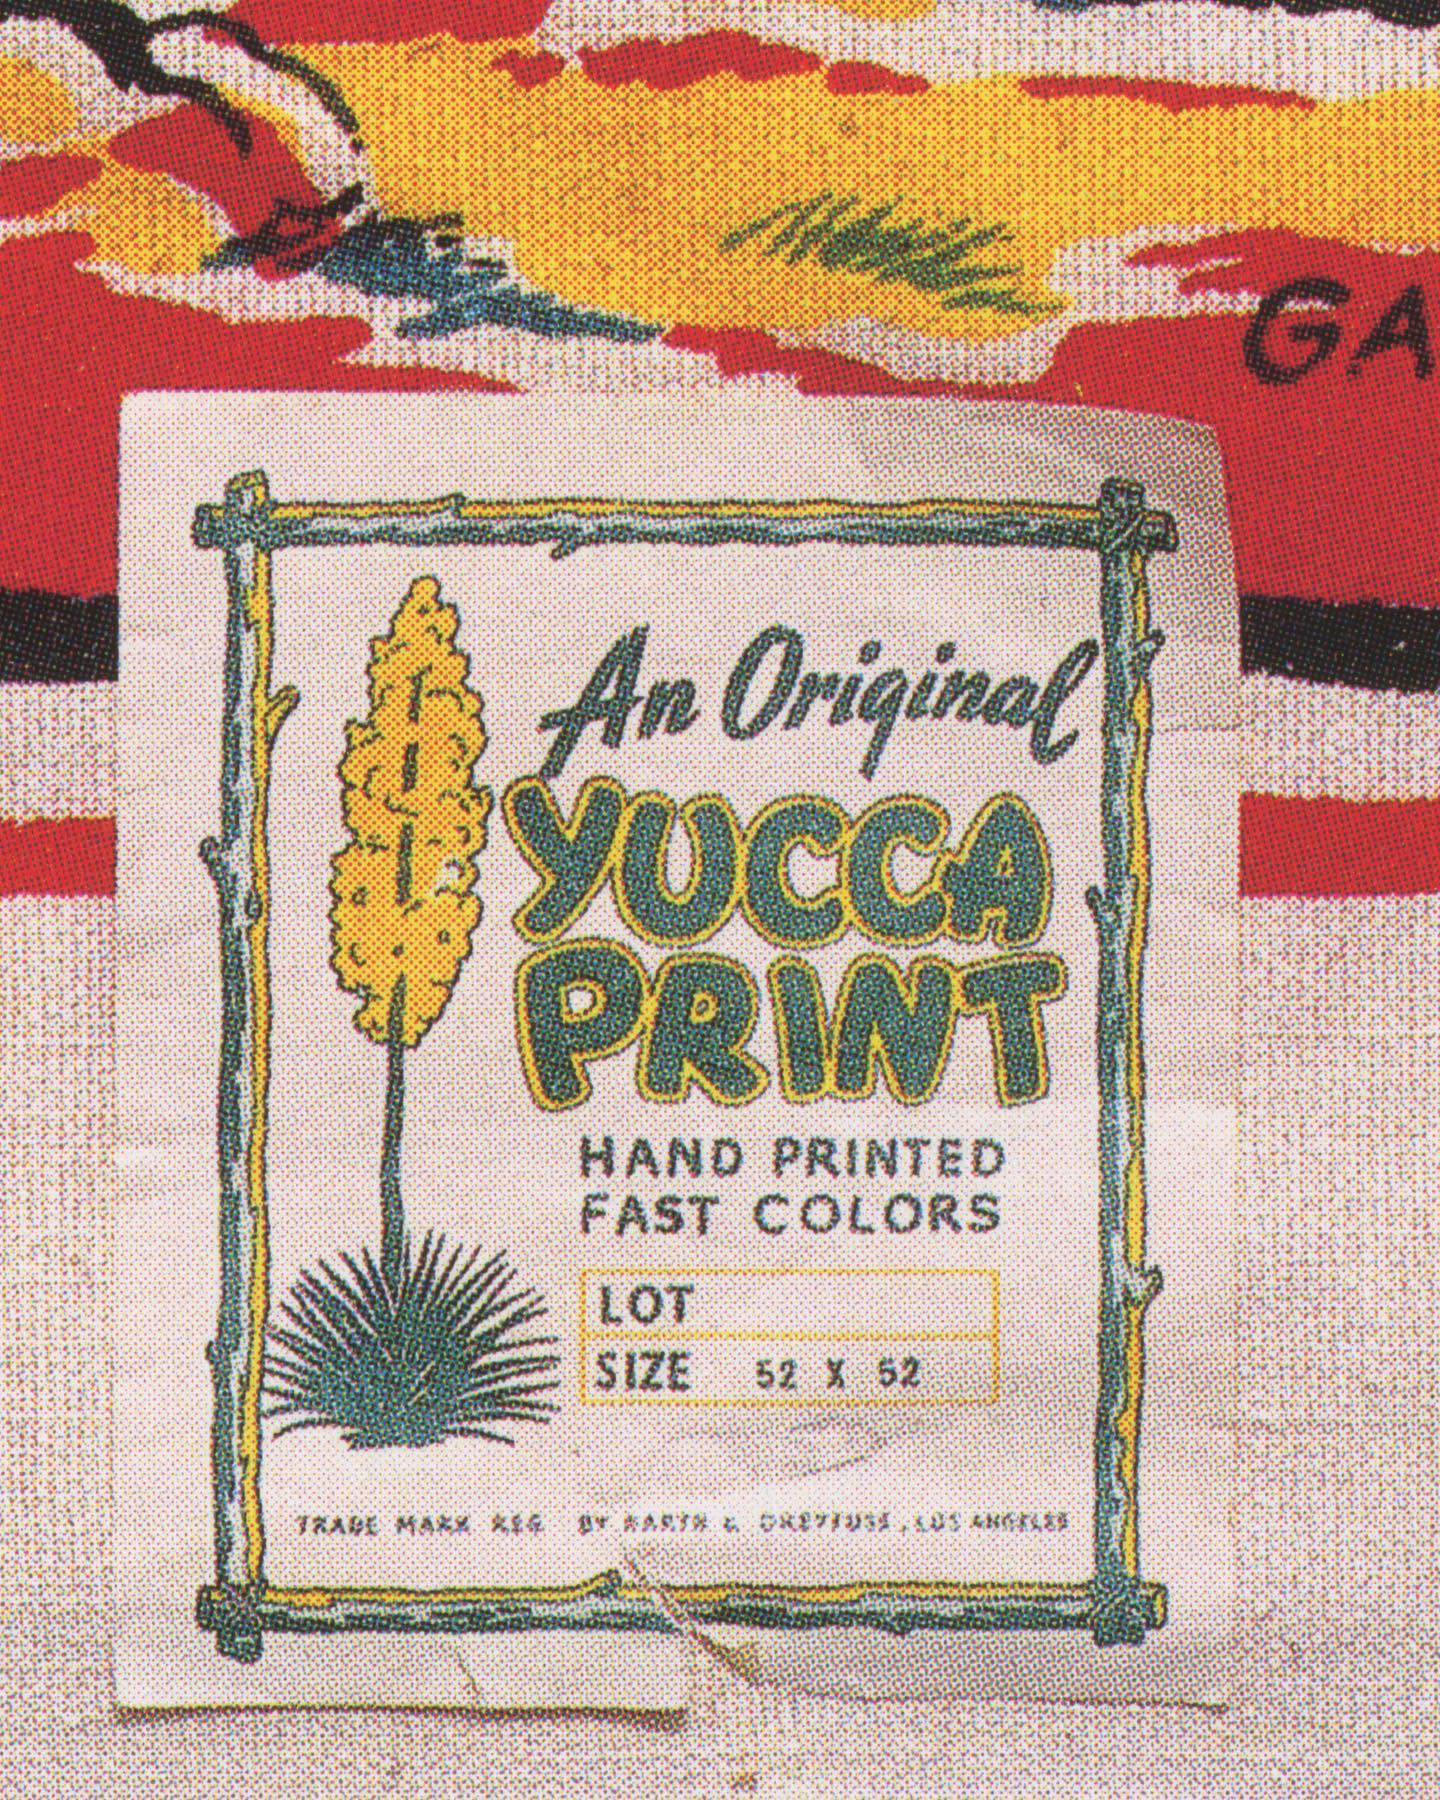 GA
An Original
YUCCA
PRINT
HAND PRINTED
FAST COLORS
LOT
SIZE 52 X 52
TRADE MARK REG BY BARTH & DREYFUSS, LOS ANGELES